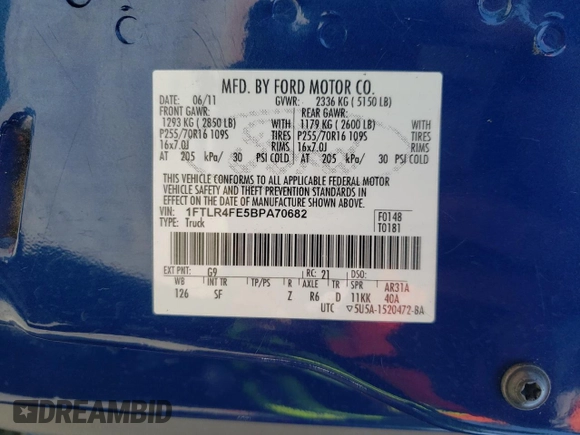 MFD. BY FORD MOTOR CO.
DATE: 06/11 GVWR: 2336 KG ( 5150 LB)
FRONT GAWR: REAR GAWR:
1293 KG ( 2850 LB) 1179 KG ( 2600 LB)
P255/70R16 109S TIRES P255/70R16 109S TIRES
16x7.0J RIMS 16x7.0J RIMS
AT 205 kPa/ 30 PSI COLD AT 205 kPa/ 30 PSI COLD
THIS VEHICLE CONFORMS TO ALL APPLICABLE FEDERAL MOTOR
VEHICLE SAFETY AND THEFT PREVENTION STANDARDS IN
EFFECT ON THE DATE OF MANUFACTURE SHOWN ABOVE.
VIN: 1FTLR4FE5BPA70682 F0148
TYPE: Truck T0181
EXT PNT: G9 RC: 21 DSO:
WB INT TR TP/PS R AXLE TR SPR AR31A
126 SF Z R6 D 11KK 40A
UTC ▽5U5A-1520472-BA
DREAMBID